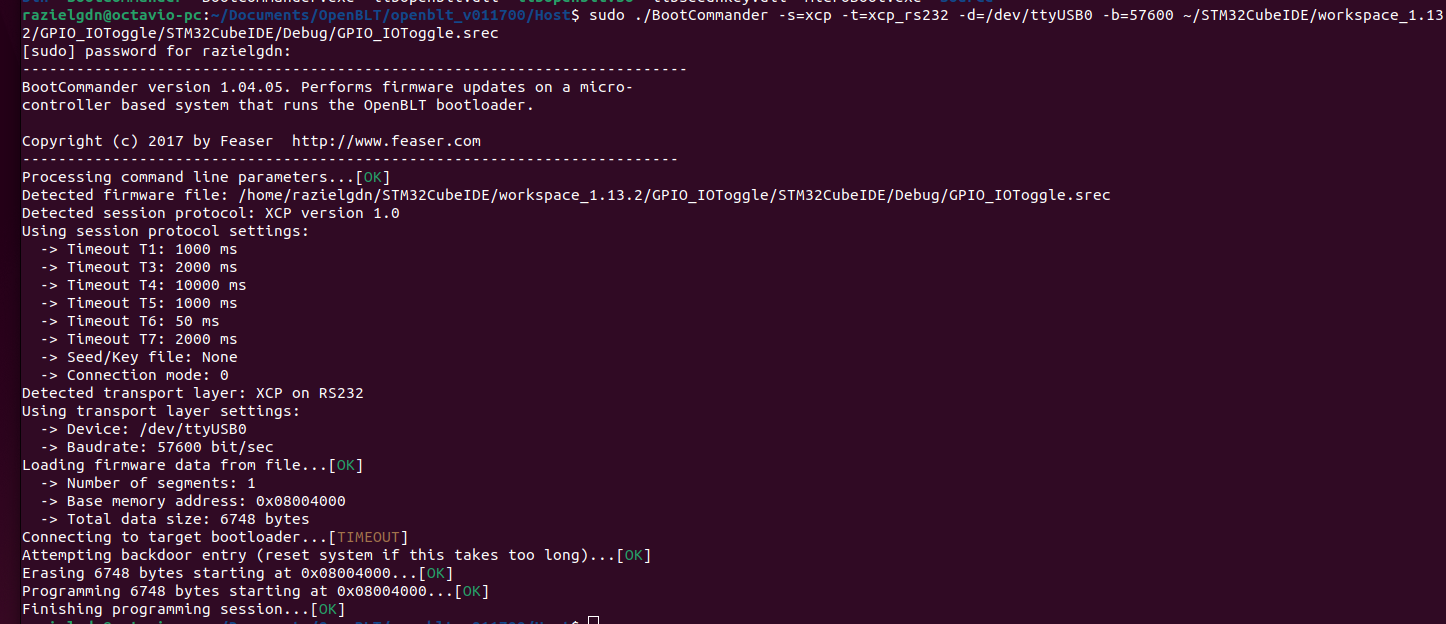 razielgdn@octavio-pc:~/Documents/OpenBLT/openblt_v011700/Host$ sudo ./BootCommander -s=xcp -t=xcp_rs232 -d=/dev/ttyUSB0 -b=57600 ~/STM32CubeIDE/workspace_1.13.
2/GPIO_IOToggle/STM32CubeIDE/Debug/GPIO_IOToggle.srec
[sudo] password for razielgdn:
--------------------------------------------------------------------------
BootCommander version 1.04.05. Performs firmware updates on a micro-
controller based system that runs the OpenBLT bootloader.
Copyright (c) 2017 by Feaser  http://www.feaser.com
-------------------------------------------------------------------------
Processing command line parameters...[OK]
Detected firmware file: /home/razielgdn/STM32CubeIDE/workspace_1.13.2/GPIO_IOToggle/STM32CubeIDE/Debug/GPIO_IOToggle.srec
Detected session protocol: XCP version 1.0
Using session protocol settings:
  -> Timeout T1: 1000 ms
  -> Timeout T3: 2000 ms
  -> Timeout T4: 10000 ms
  -> Timeout T5: 1000 ms
  -> Timeout T6: 50 ms
  -> Timeout T7: 2000 ms
  -> Seed/Key file: None
  -> Connection mode: 0
Detected transport layer: XCP on RS232
Using transport layer settings:
  -> Device: /dev/ttyUSB0
  -> Baudrate: 57600 bit/sec
Loading firmware data from file...[OK]
  -> Number of segments: 1
  -> Base memory address: 0x08004000
  -> Total data size: 6748 bytes
Connecting to target bootloader...[TIMEOUT]
Attempting backdoor entry (reset system if this takes too long)...[OK]
Erasing 6748 bytes starting at 0x08004000...[OK]
Programming 6748 bytes starting at 0x08004000...[OK]
Finishing programming session...[OK]